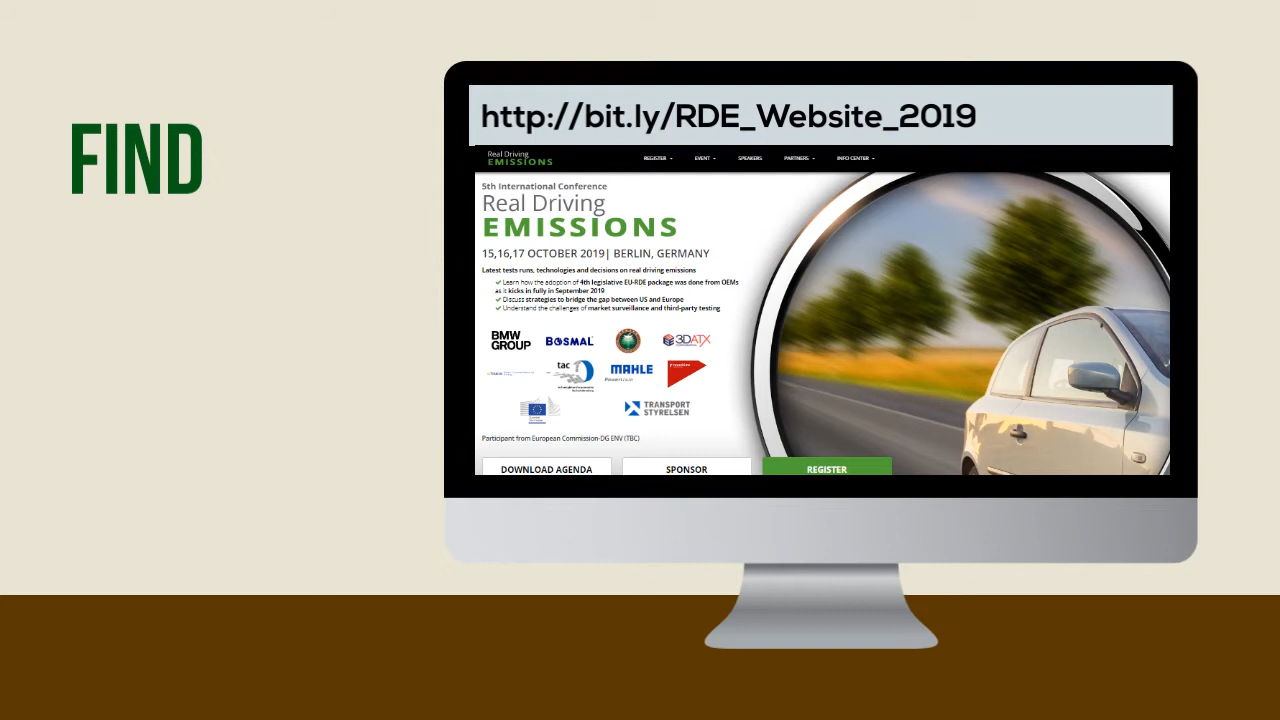 FIND
http://bit.ly/RDE_Website_2019
Real Driving
EMISSIONS
REGISTER
EVENT
SPEAKERS
PARTNERS
INFO CENTER
5th International Conference
Real Driving
EMISSIONS
15,16,17 OCTOBER 2019| BERLIN, GERMANY
Latest tests runs, technologies and decisions on real driving emissions
Learn how the adoption of 4th legislative EU-RDE package was done from OEMs
as it kicks in fully in September 2019
Discuss strategies to bridge the gap between US and Europe
Understand the challenges of market surveillance and third-party testing
BMW
GROUP
BOSMAL
3DATX
tac
MAHLE
Powertrain
TRANSPORT
STYRELSEN
Participant from European Commission-DG ENV (TBC)
DOWNLOAD AGENDA
SPONSOR
REGISTER